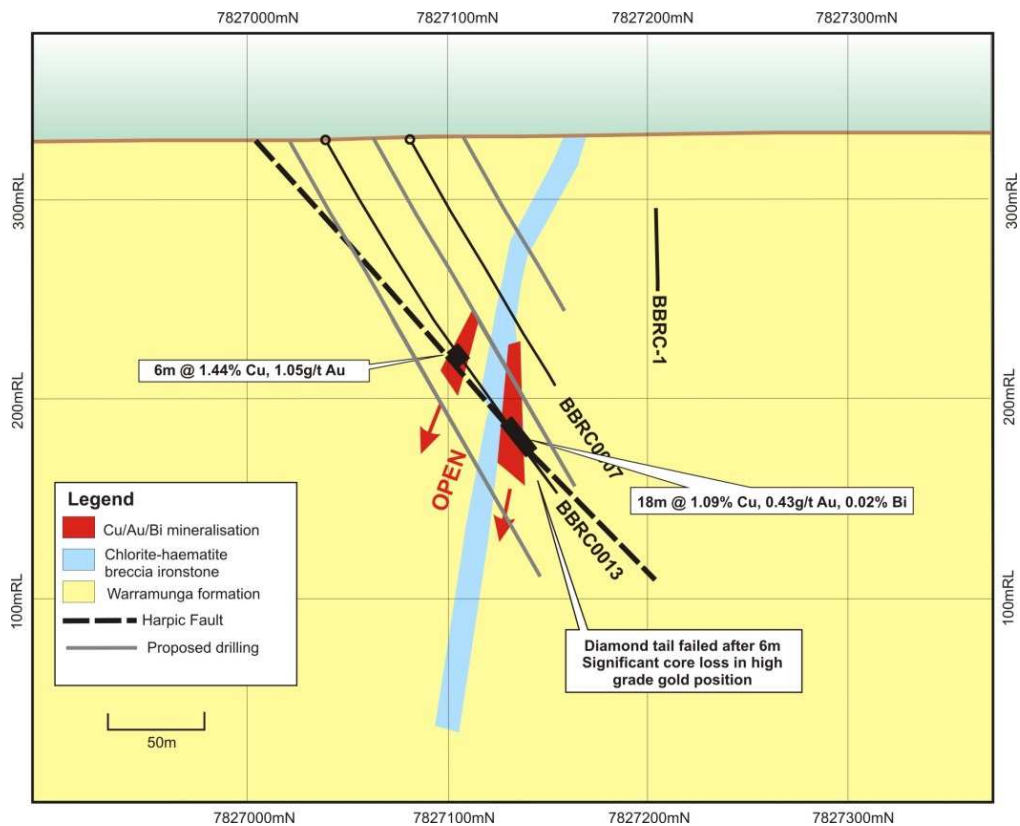 7827000mN
7827100mN
7827200mN
7827300mN
300mRL
300mRL
BBRC-1
6m @ 1.44% Cu, 1.05g/t Au
200mRL
200mRL
BBRC0007
OPEN
18m @ 1.09% Cu, 0.43g/t Au, 0.02% Bi
BBRC0013
Legend
Cu/Au/Bi mineralisation
Chlorite-haematite
breccia ironstone
Warramunga formation
Harpic Fault
Proposed drilling
100mRL
100mRL
Diamond tail failed after 6m
Significant core loss in high
grade gold position
50m
7827000mN
7827100mN
7827200mN
7827300mN